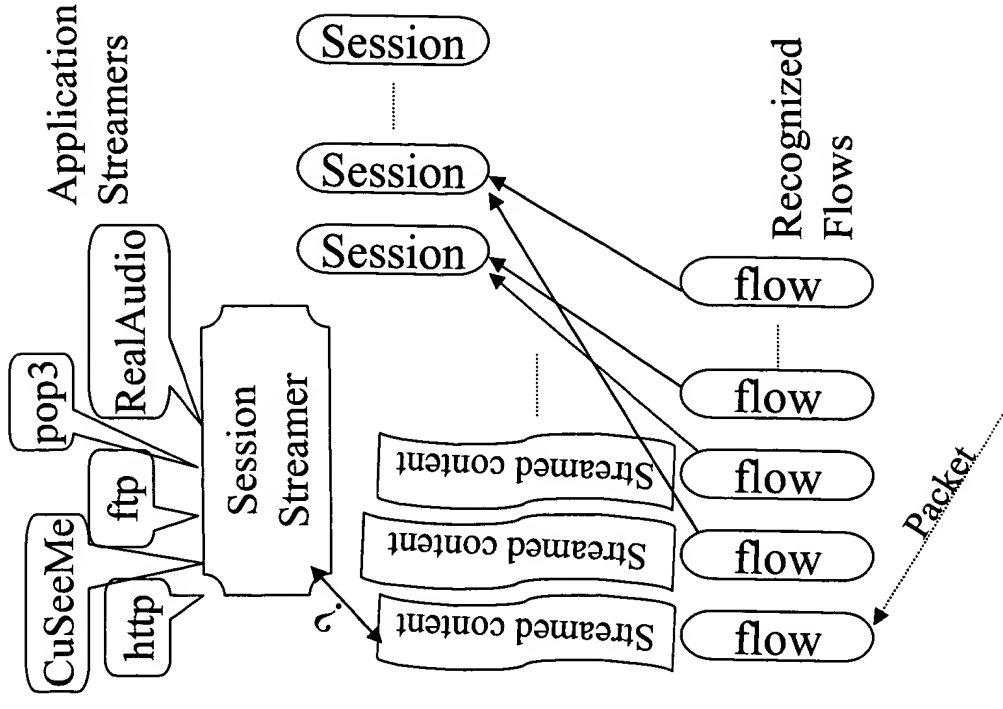 Application
Streamers
CuSeeMe
http
ftp
pop3
RealAudio
Session
Streamer
?
Session
Session
Session
Streamed content
Streamed content
Streamed content
flow
flow
flow
flow
flow
Recognized
Flows
Packet